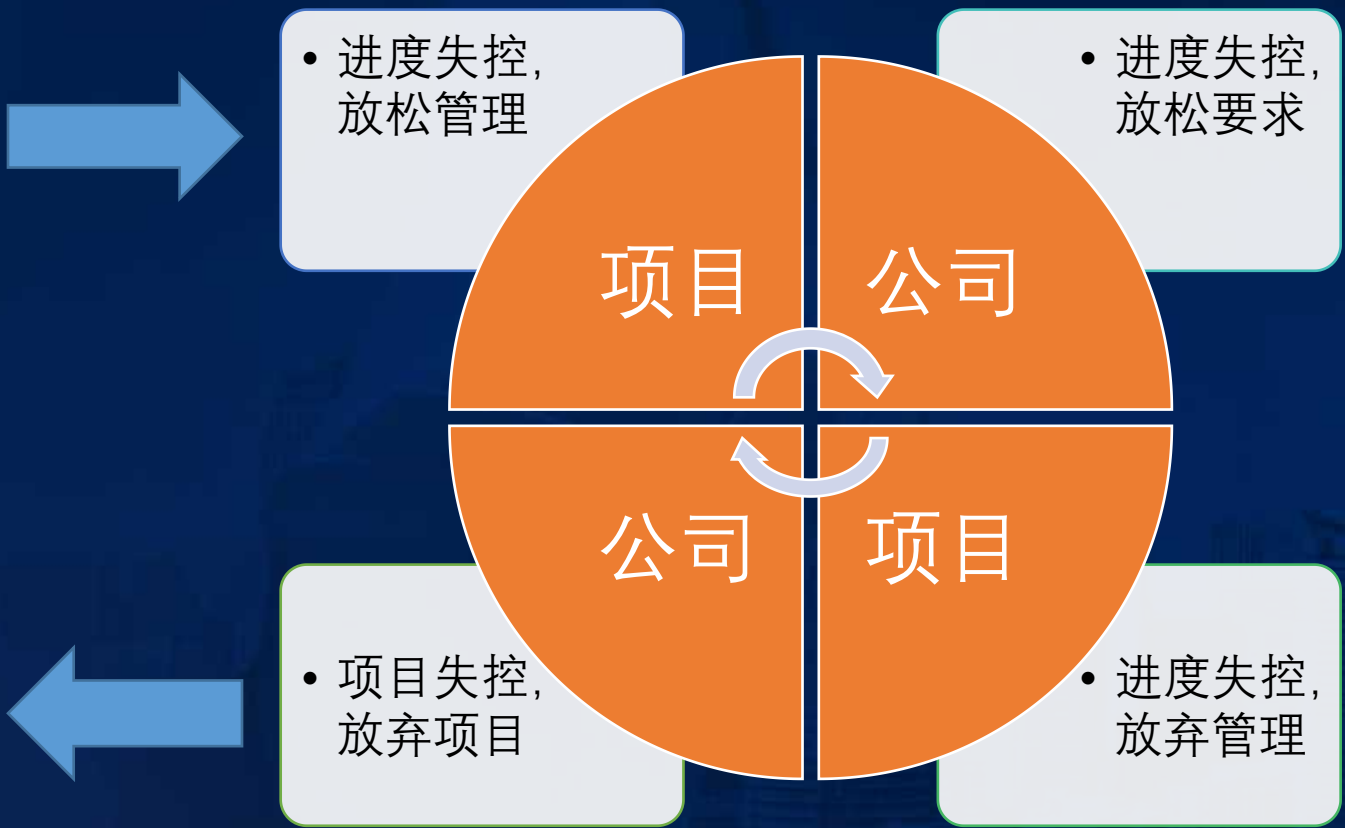 • 进度失控,
放松管理
• 进度失控,
放松要求
项目
公司
公司
项目
• 项目失控,
放弃项目
• 进度失控,
放弃管理